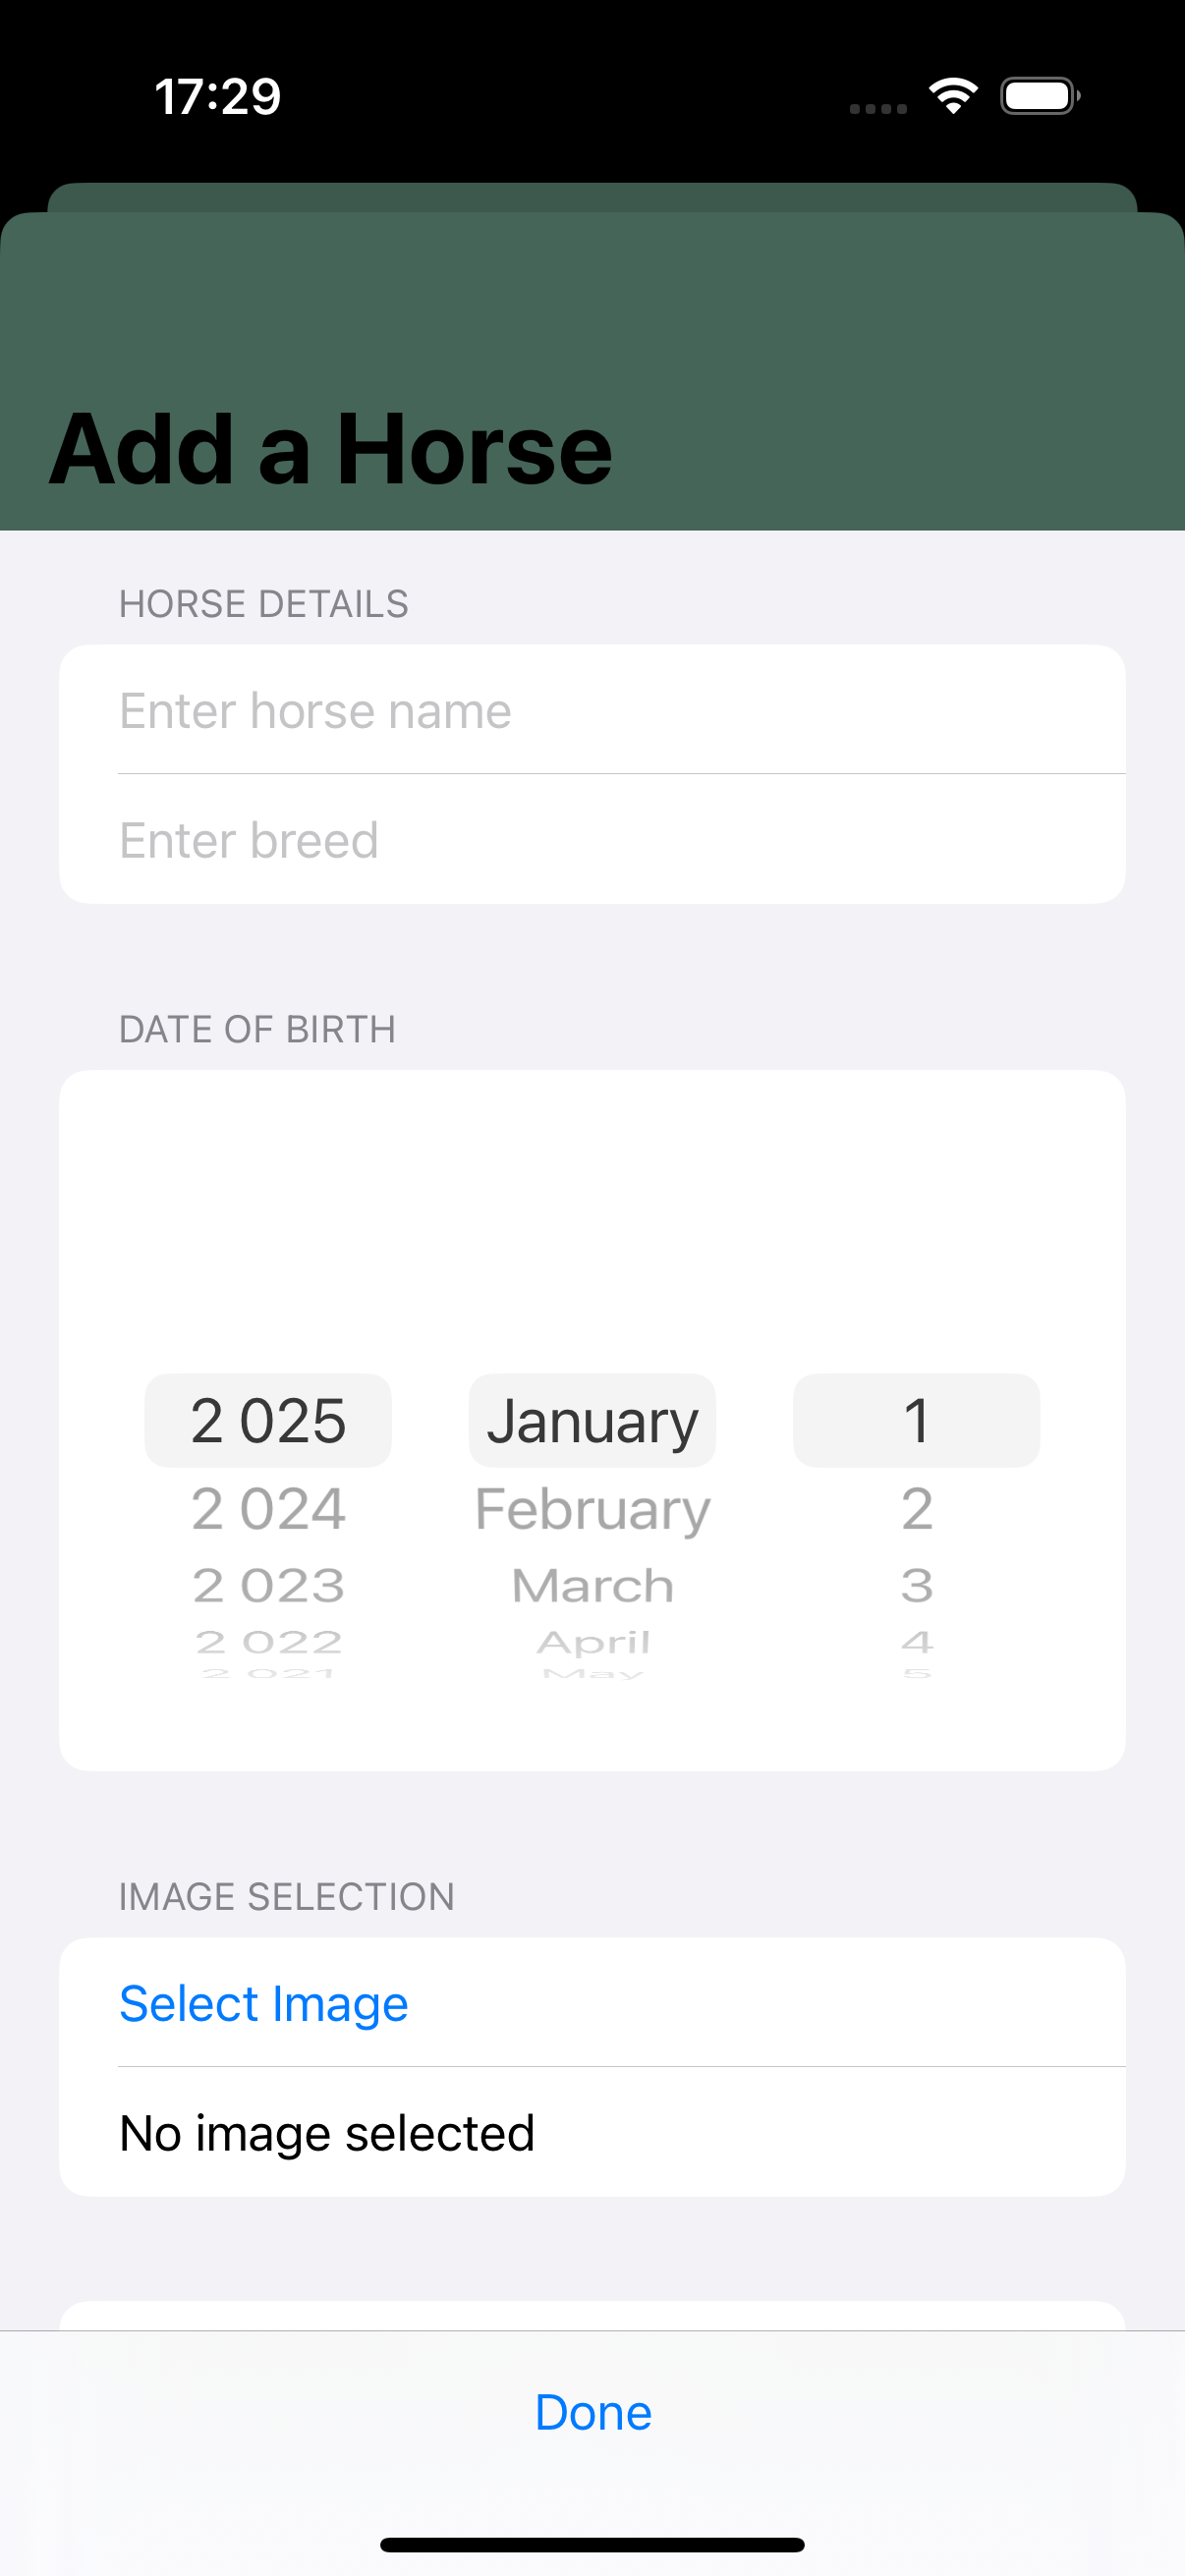 17:29
Add a Horse
HORSE DETAILS
Enter horse name
Enter breed
DATE OF BIRTH
2 025 January 1
2 024 February 2
2 023 March 3
2 022 April 4
2 021 May 5
IMAGE SELECTION
Select Image
No image selected
Done